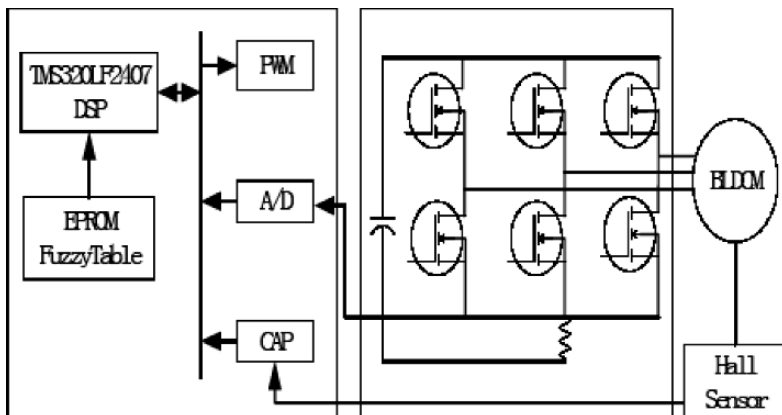 TMS320LF2407
DSP
PWM
EPROM
FuzzyTable
A/D
CAP
BLDCM
Hall
Sensor